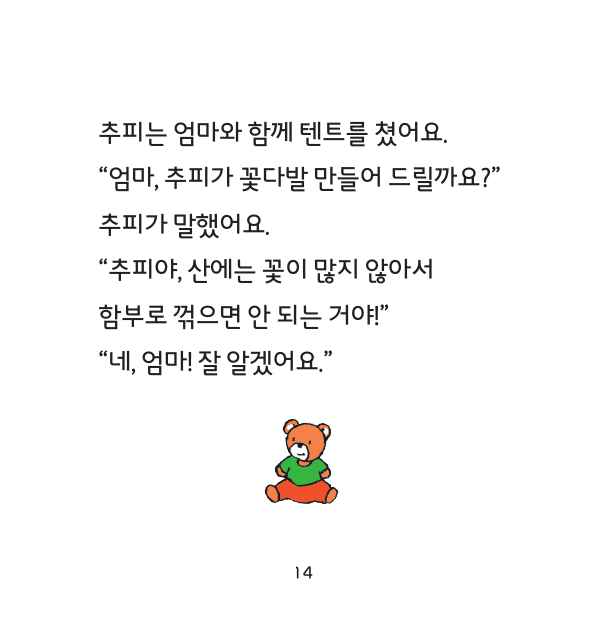 추피는 엄마와 함께 텐트를 쳤어요.
“엄마, 추피가 꽃다발 만들어 드릴까요?”
추피가 말했어요.
“추피야, 산에는 꽃이 많지 않아서
함부로 꺾으면 안 되는 거야!”
“네, 엄마! 잘 알겠어요.”
14